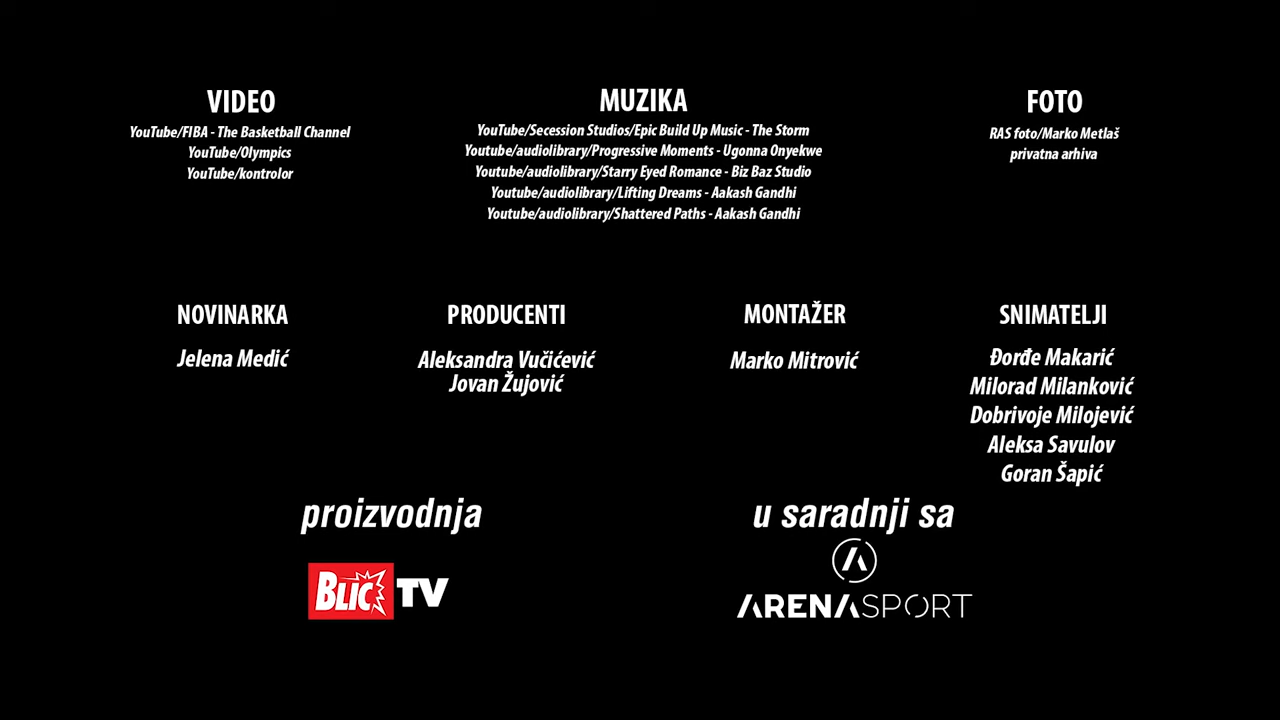 VIDEO
YouTube/FIBA - The Basketball Channel
YouTube/Olympics
YouTube/kontrolor
MUZIKA
YouTube/Secession Studios/Epic Build Up Music - The Storm
Youtube/audiolibrary/Progressive Moments - Ugonna Onyekwe
Youtube/audiolibrary/Starry Eyed Romance - Biz Baz Studio
Youtube/audiolibrary/Lifting Dreams - Aakash Gandhi
Youtube/audiolibrary/Shattered Paths - Aakash Gandhi
FOTO
RAS foto/Marko Metlaš
privatna arhiva
NOVINARKA
Jelena Medić
PRODUCENTI
Aleksandra Vučićević
Jovan Žujović
MONTAŽER
Marko Mitrović
SNIMATELJI
Đorđe Makarić
Milorad Milanković
Dobrivoje Milojević
Aleksa Savulov
Goran Šapić
proizvodnja
BLIC TV
u saradnji sa
ARENASPORT